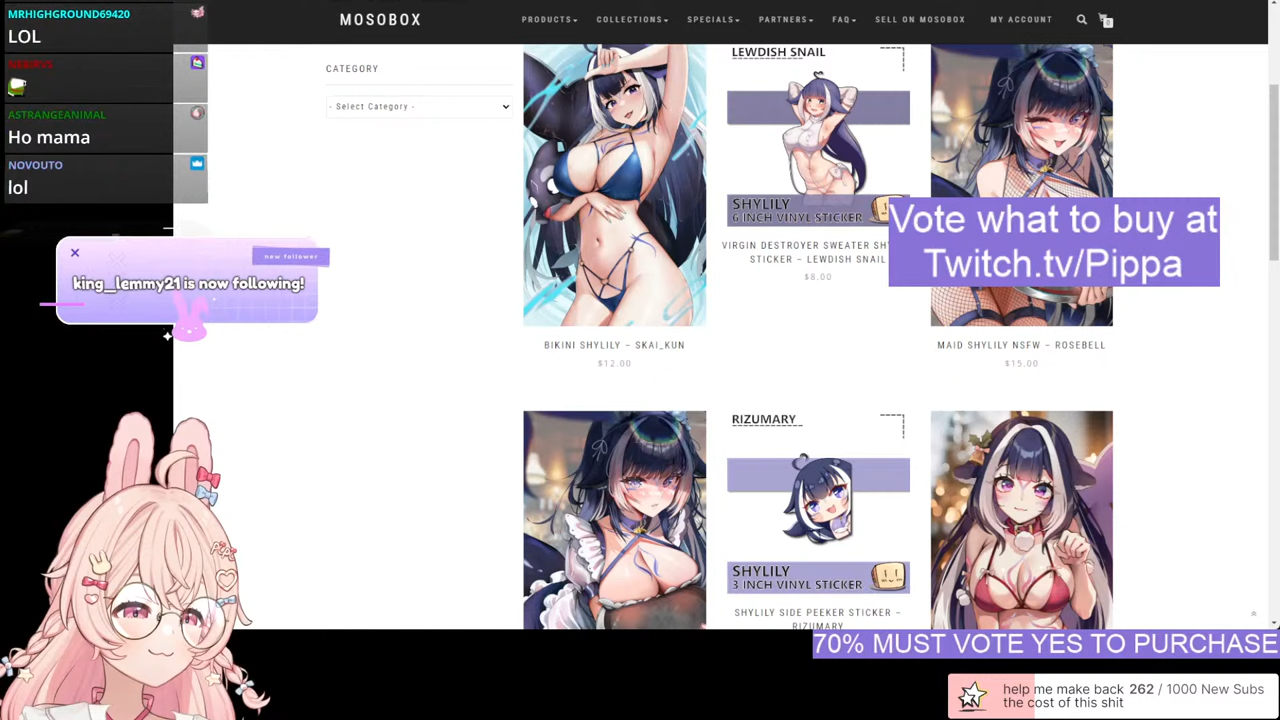 MRHIGHGROUND69420
LOL
ASTRANGEANIMAL
Ho mama
NOVOUTO
lol
new follower
king_lemmy21 is now following!
MOSOBOX
PRODUCTS
COLLECTIONS
SPECIALS
PARTNERS
FAQ
SELL ON MOSOBOX
MY ACCOUNT
0
CATEGORY
- Select Category -
LEWDISH SNAIL
SHYLILY
6 INCH VINYL STICKER
VIRGIN DESTROYER SWEATER SH
STICKER – LEWDISH SNAIL
$8.00
Vote what to buy at
Twitch.tv/Pippa
BIKINI SHYLILY – SKAI_KUN
$12.00
MAID SHYLILY NSFW – ROSEBELL
$15.00
RIZUMARY
SHYLILY
3 INCH VINYL STICKER
SHYLILY SIDE PEEKER STICKER –
RIZUMARY
70% MUST VOTE YES TO PURCHASE
help me make back 262 / 1000 New Subs
the cost of this shit